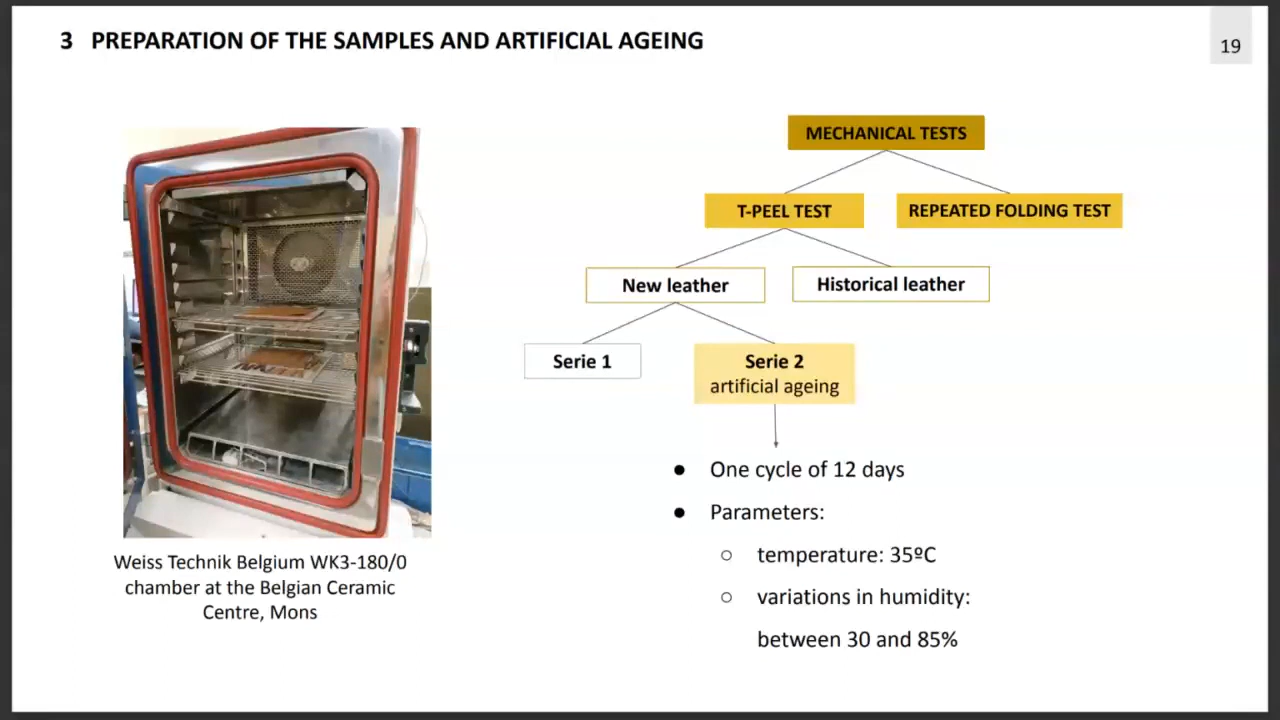 3 PREPARATION OF THE SAMPLES AND ARTIFICIAL AGEING
19
MECHANICAL TESTS
T-PEEL TEST
REPEATED FOLDING TEST
New leather
Historical leather
Serie 1
Serie 2
artificial ageing
● One cycle of 12 days
● Parameters:
○ temperature: 35ºC
○ variations in humidity:
between 30 and 85%
Weiss Technik Belgium WK3-180/0
chamber at the Belgian Ceramic
Centre, Mons